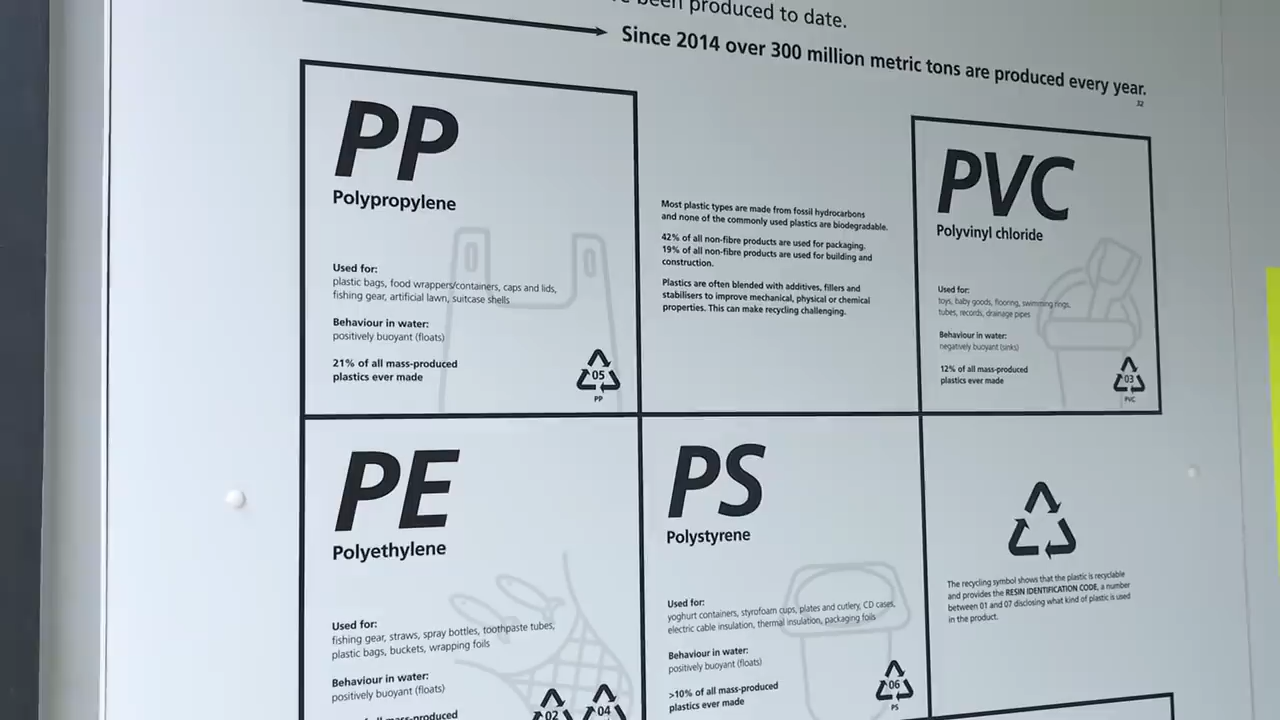 been produced to date.
Since 2014 over 300 million metric tons are produced every year.
32
PP
Polypropylene
Used for:
plastic bags, food wrappers/containers, caps and lids,
fishing gear, artificial lawn, suitcase shells
Behaviour in water:
positively buoyant (floats)
21% of all mass-produced
plastics ever made
05
PP
Most plastic types are made from fossil hydrocarbons
and none of the commonly used plastics are biodegradable.
42% of all non-fibre products are used for packaging.
19% of all non-fibre products are used for building and
construction.
Plastics are often blended with additives, fillers and
stabilisers to improve mechanical, physical or chemical
properties. This can make recycling challenging.
PVC
Polyvinyl chloride
Used for:
toys, baby goods, flooring, swimming rings,
tubes, records, drainage pipes
Behaviour in water:
negatively buoyant (sinks)
12% of all mass-produced
plastics ever made
03
PVC
PE
Polyethylene
Used for:
fishing gear, straws, spray bottles, toothpaste tubes,
plastic bags, buckets, wrapping foils
Behaviour in water:
positively buoyant (floats)
mass-produced
02
04
PS
Polystyrene
Used for:
yoghurt containers, styrofoam cups, plates and cutlery, CD cases,
electric cable insulation, thermal insulation, packaging foils
Behaviour in water:
positively buoyant (floats)
>10% of all mass-produced
plastics ever made
06
PS
The recycling symbol shows that the plastic is recyclable
and provides the RESIN IDENTIFICATION CODE, a number
between 01 and 07 disclosing what kind of plastic is used
in the product.